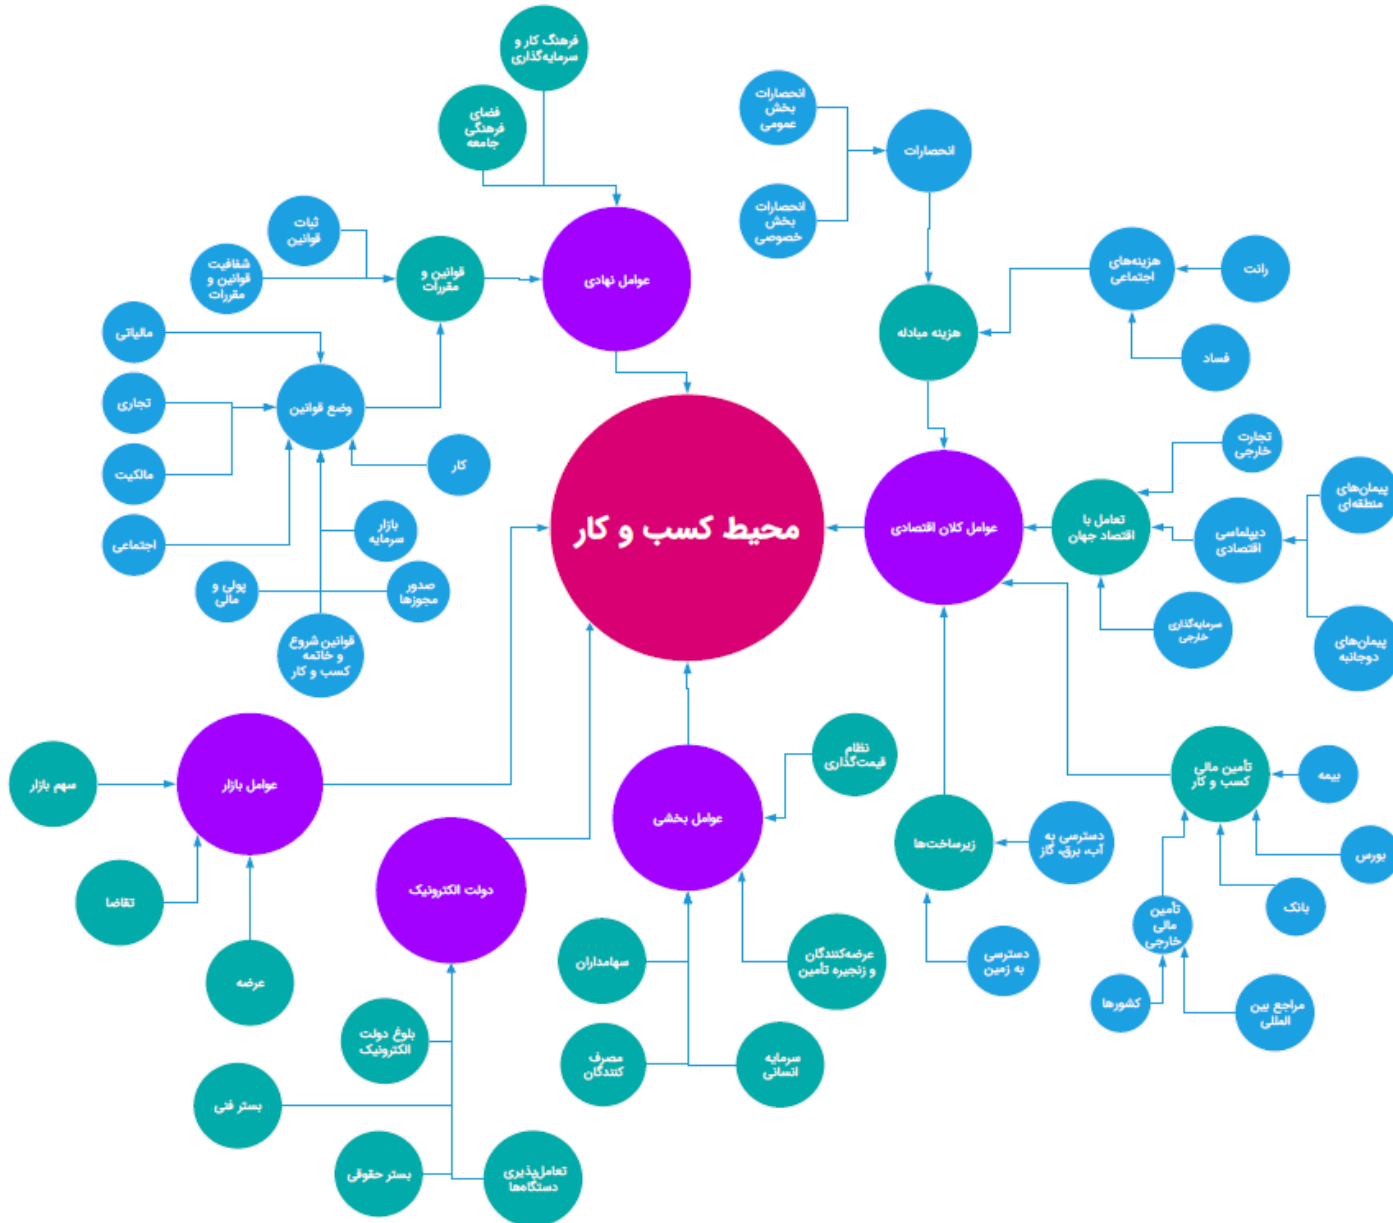 فرهنگ کار و
سرمایه‌گذاری
فضای
فرهنگی
جامعه
انحصارات
بخش
عمومی
انحصارات
انحصارات
بخش
خصوصی
ثبات
قوانین
شفافیت
قوانین و
مقررات
قوانین و
مقررات
عوامل نهادی
هزینه‌های
اجتماعی
رانت
فساد
هزینه مبادله
مالیاتی
تجاری
مالکیت
اجتماعی
وضع قوانین
کار
بازار
سرمایه
پولی و
مالی
صدور
مجوزها
قوانین شروع
و خاتمه
کسب و کار
محیط کسب و کار
عوامل کلان اقتصادی
تعامل با
اقتصاد جهان
تجارت
خارجی
دیپلماسی
اقتصادی
پیمان‌های
منطقه‌ای
سرمایه‌گذاری
خارجی
پیمان‌های
دوجانبه
سهم بازار
عوامل بازار
تقاضا
عرضه
نظام
قیمت‌گذاری
عوامل بخشی
دولت الکترونیک
زیرساخت‌ها
دسترسی به
آب، برق، گاز
دسترسی
به زمین
تأمین مالی
کسب و کار
بیمه
بورس
بانک
تأمین
مالی
خارجی
کشورها
مراجع بین
المللی
سهامداران
عرضه‌کنندگان
و زنجیره تأمین
مصرف
کنندگان
سرمایه
انسانی
بلوغ دولت
الکترونیک
بستر فنی
بستر حقوقی
تعامل‌پذیری
دستگاه‌ها